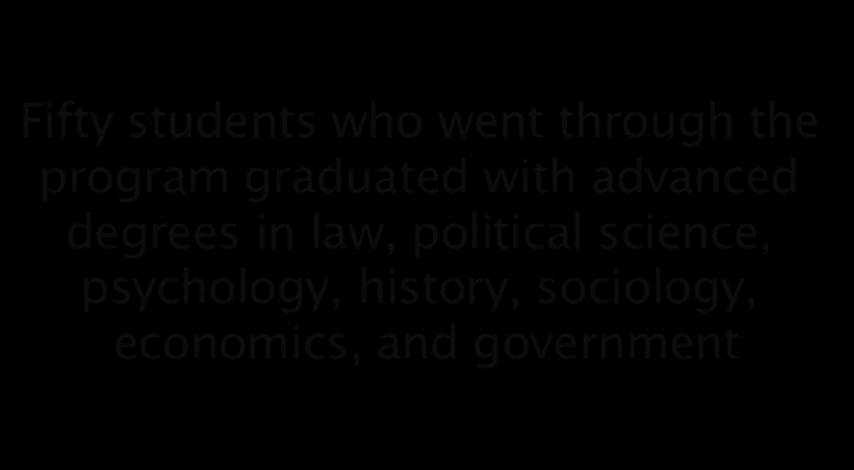 Fifty students who went through the
program graduated with advanced
degrees in law, political science,
psychology, history, sociology,
economics, and government